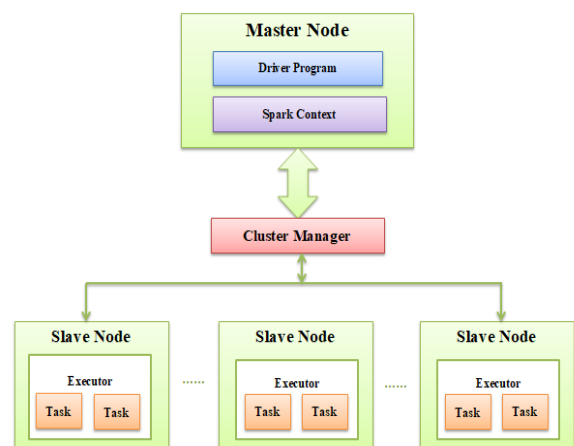 Master Node
Driver Program
Spark Context
Cluster Manager
Slave Node
Executor
Task
Task
......
Slave Node
Executor
Task
Task
......
Slave Node
Executor
Task
Task